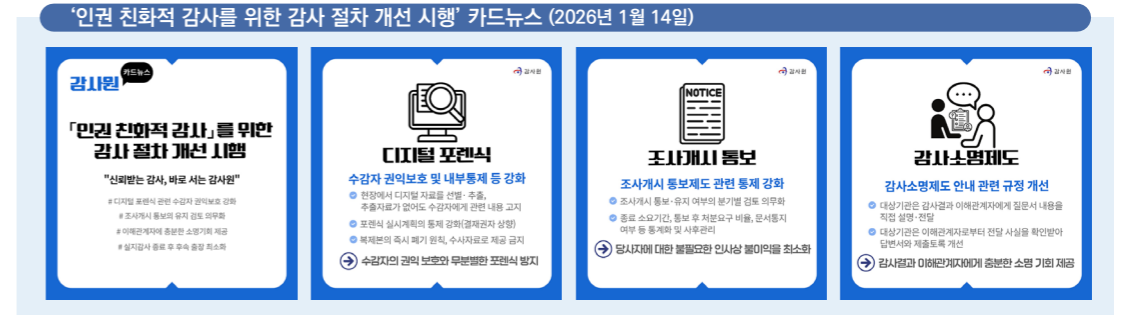 ‘인권 친화적 감사를 위한 감사 절차 개선 시행’ 카드뉴스 (2026년 1월 14일)
감사원 카드뉴스
「인권 친화적 감사」를 위한
감사 절차 개선 시행
"신뢰받는 감사, 바로 서는 감사원"
# 디지털 포렌식 관련 수감자 권익보호 강화
# 조사개시 통보의 유지 검토 의무화
# 이해관계자에 충분한 소명기회 제공
# 실지감사 종료 후 후속 출장 최소화
감사원
디지털 포렌식
수감자 권익보호 및 내부통제 등 강화
현장에서 디지털 자료를 선별·추출,
추출자료가 없어도 수감자에게 관련 내용 고지
포렌식 실시계획의 통제 강화(결재권자 상향)
복제본의 즉시 폐기 원칙, 수사자료로 제공 금지
수감자의 권익 보호와 무분별한 포렌식 방지
감사원
NOTICE
조사개시 통보
조사개시 통보제도 관련 통제 강화
조사개시 통보·유지 여부의 분기별 검토 의무화
종료 소요기간, 통보 후 처분요구 비율, 문서통지
여부 등 통계화 및 사후관리
당사자에 대한 불필요한 인사상 불이익을 최소화
감사원
감사소명제도
감사소명제도 안내 관련 규정 개선
대상기관은 감사결과 이해관계자에게 질문서 내용을
직접 설명·전달
대상기관은 이해관계자로부터 전달 사실을 확인받아
답변서와 제출토록 개선
감사결과 이해관계자에게 충분한 소명 기회 제공